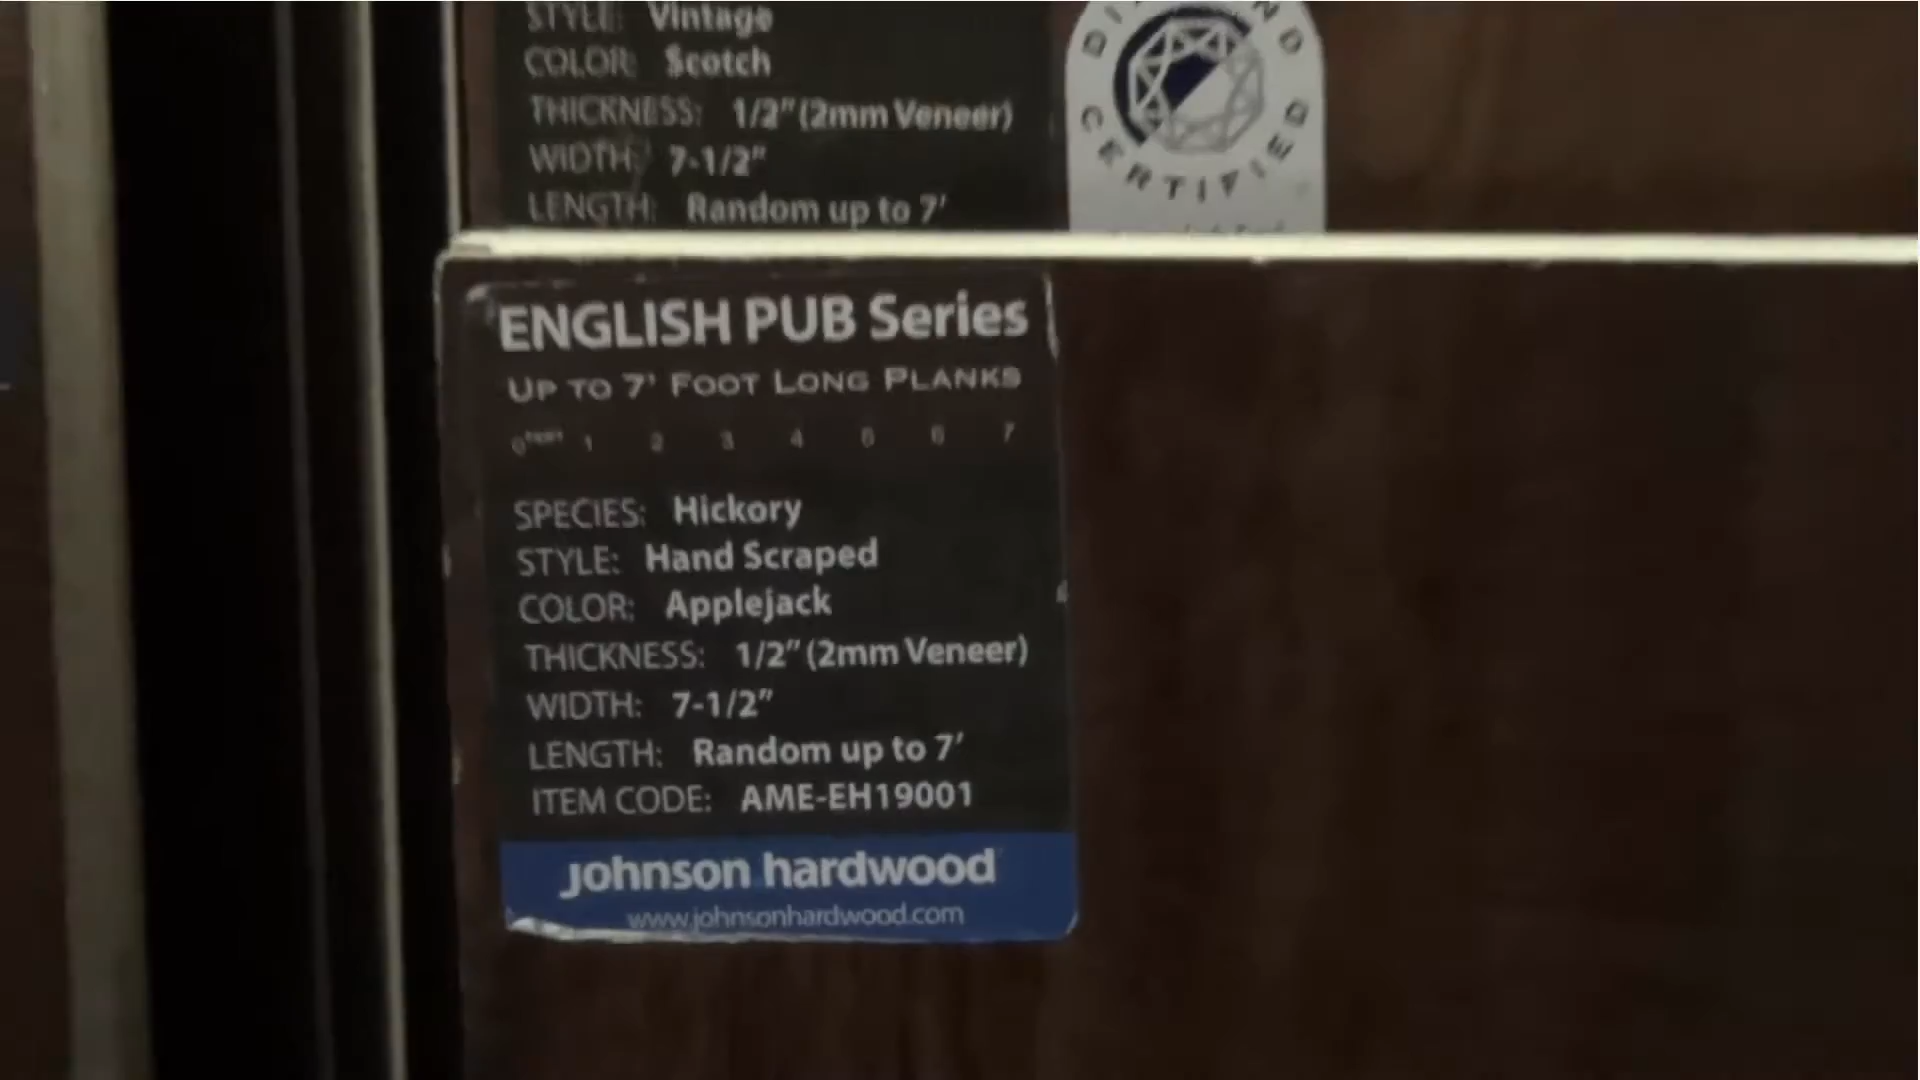 STYLE: Vintage
COLOR: Scotch
THICKNESS: 1/2" (2mm Veneer)
WIDTH: 7-1/2"
LENGTH: Random up to 7'
CERTIFIED
ENGLISH PUB Series
UP TO 7' FOOT LONG PLANKS
0 FEET 1 2 3 4 5 6 7
SPECIES: Hickory
STYLE: Hand Scraped
COLOR: Applejack
THICKNESS: 1/2" (2mm Veneer)
WIDTH: 7-1/2"
LENGTH: Random up to 7'
ITEM CODE: AME-EH19001
johnson hardwood
www.johnsonhardwood.com